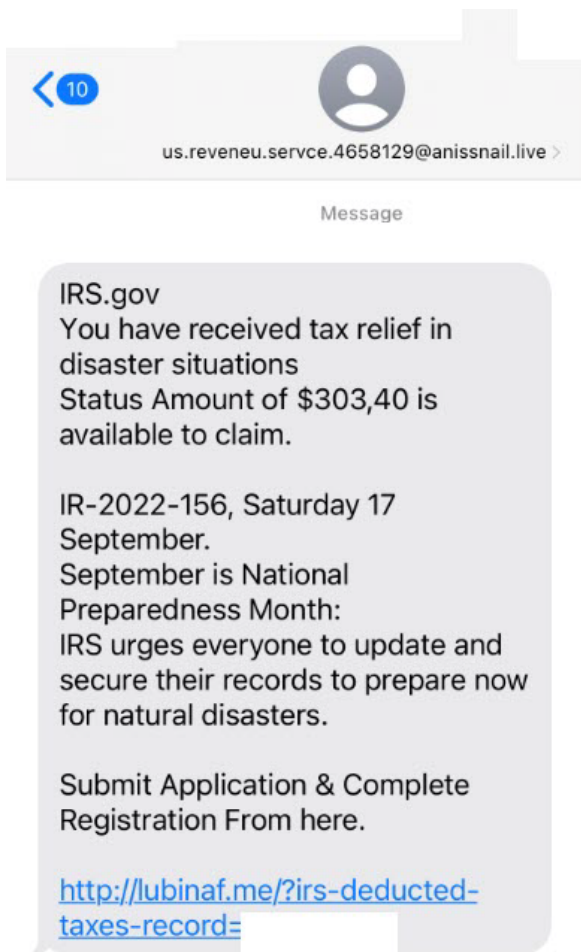 10
us.reveneu.servce.4658129@anissnail.live
Message
IRS.gov
You have received tax relief in
disaster situations
Status Amount of $303,40 is
available to claim.
IR-2022-156, Saturday 17
September.
September is National
Preparedness Month:
IRS urges everyone to update and
secure their records to prepare now
for natural disasters.
Submit Application & Complete
Registration From here.
http://lubinaf.me/?irs-deducted-
taxes-record=